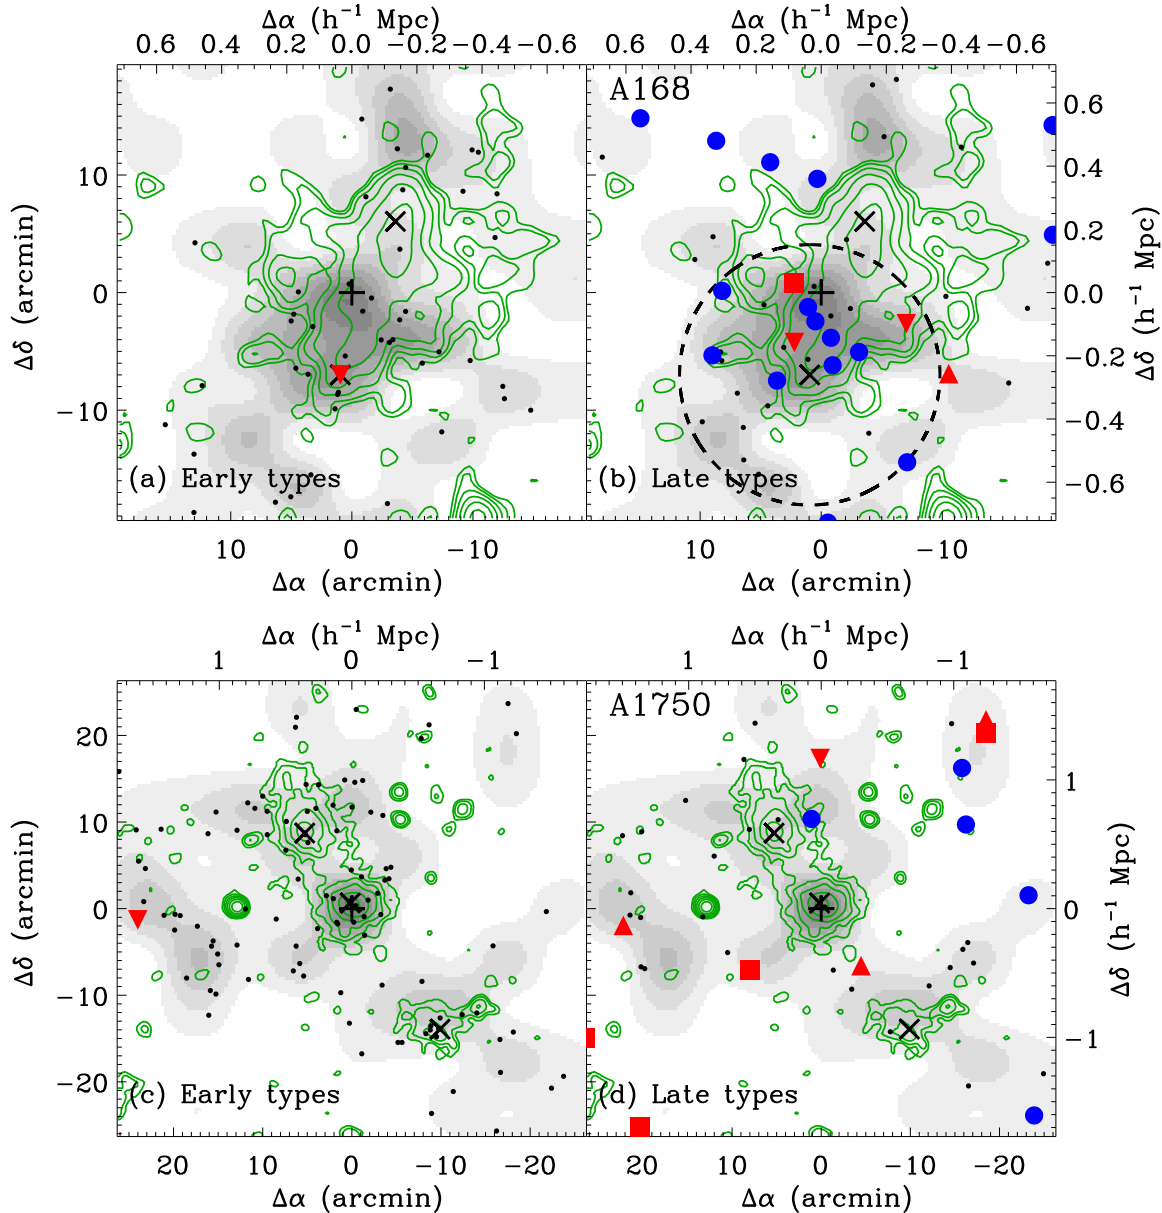 Δα (h⁻¹ Mpc) Δα (h⁻¹ Mpc)
0.6 0.4 0.2 0.0 −0.2 −0.4 −0.6 0.6 0.4 0.2 0.0 −0.2 −0.4 −0.6
A168
10 0 −10
Δδ (arcmin)
0.6 0.4 0.2 0.0 −0.2 −0.4 −0.6
Δδ (h⁻¹ Mpc)
(a) Early types (b) Late types
10 0 −10 10 0 −10
Δα (arcmin) Δα (arcmin)
Δα (h⁻¹ Mpc) Δα (h⁻¹ Mpc)
1 0 −1 1 0 −1
A1750
20 10 0 −10 −20
Δδ (arcmin)
1 0 −1
Δδ (h⁻¹ Mpc)
(c) Early types (d) Late types
20 10 0 −10 −20 20 10 0 −10 −20
Δα (arcmin) Δα (arcmin)